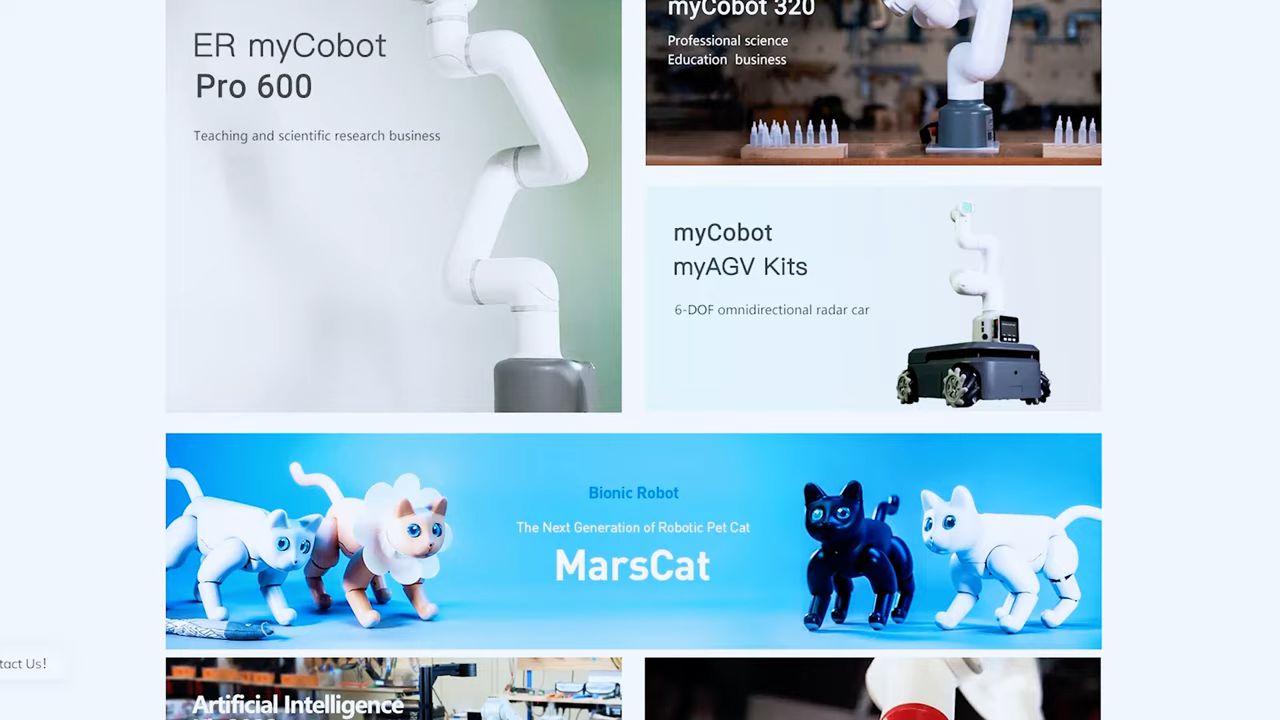 ER myCobot
Pro 600
Teaching and scientific research business
myCobot 320
Professional science
Education business
myCobot
myAGV Kits
6-DOF omnidirectional radar car
Bionic Robot
The Next Generation of Robotic Pet Cat
MarsCat
tact Us!
Artificial Intelligence